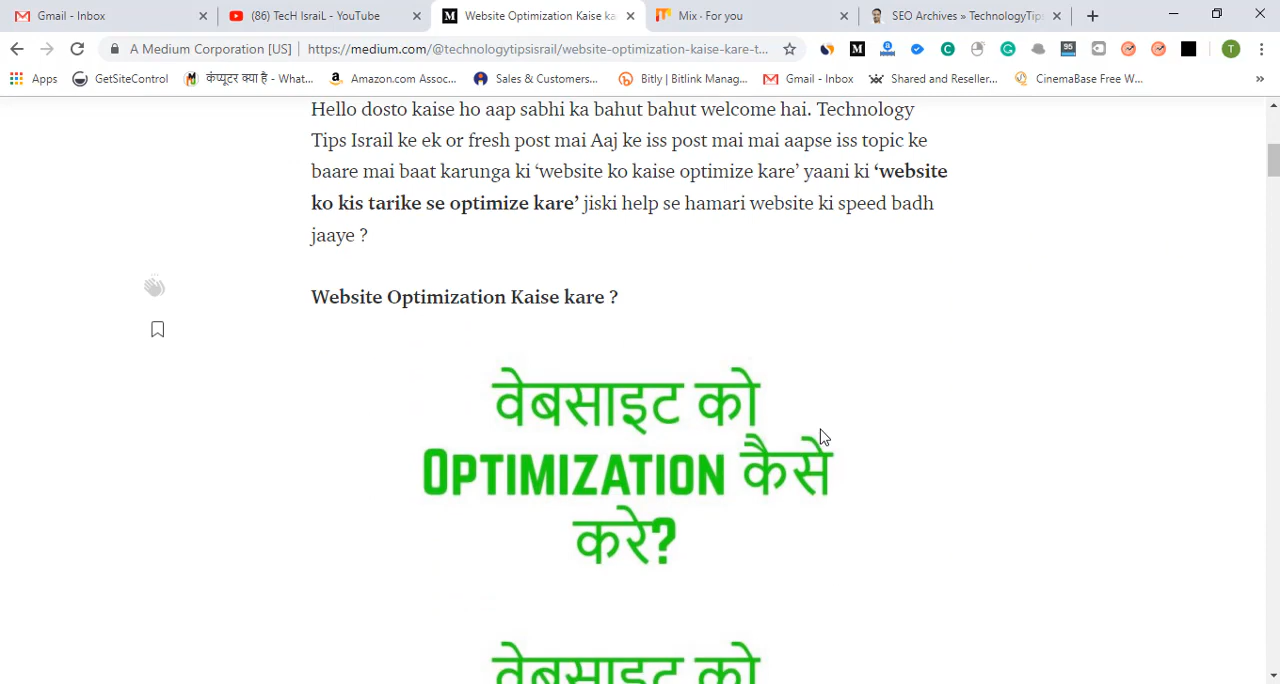 Gmail - Inbox
(86) TecH IsraiL - YouTube
Website Optimization Kaise ka
Mix · For you
SEO Archives » TechnologyTips
A Medium Corporation [US]
https://medium.com/@technologytipsisrail/website-optimization-kaise-kare-t...
95
T
Apps
GetSiteControl
कंप्यूटर क्या है - What...
Amazon.com Assoc...
Sales & Customers...
Bitly | Bitlink Manag...
Gmail - Inbox
Shared and Reseller...
CinemaBase Free W...
»
Hello dosto kaise ho aap sabhi ka bahut bahut welcome hai. Technology
Tips Israil ke ek or fresh post mai Aaj ke iss post mai mai aapse iss topic ke
baare mai baat karunga ki ‘website ko kaise optimize kare’ yaani ki ‘website
ko kis tarike se optimize kare’ jiski help se hamari website ki speed badh
jaaye ?
Website Optimization Kaise kare ?
वेबसाइट को
OPTIMIZATION कैसे
करे?
वेबसाइट को